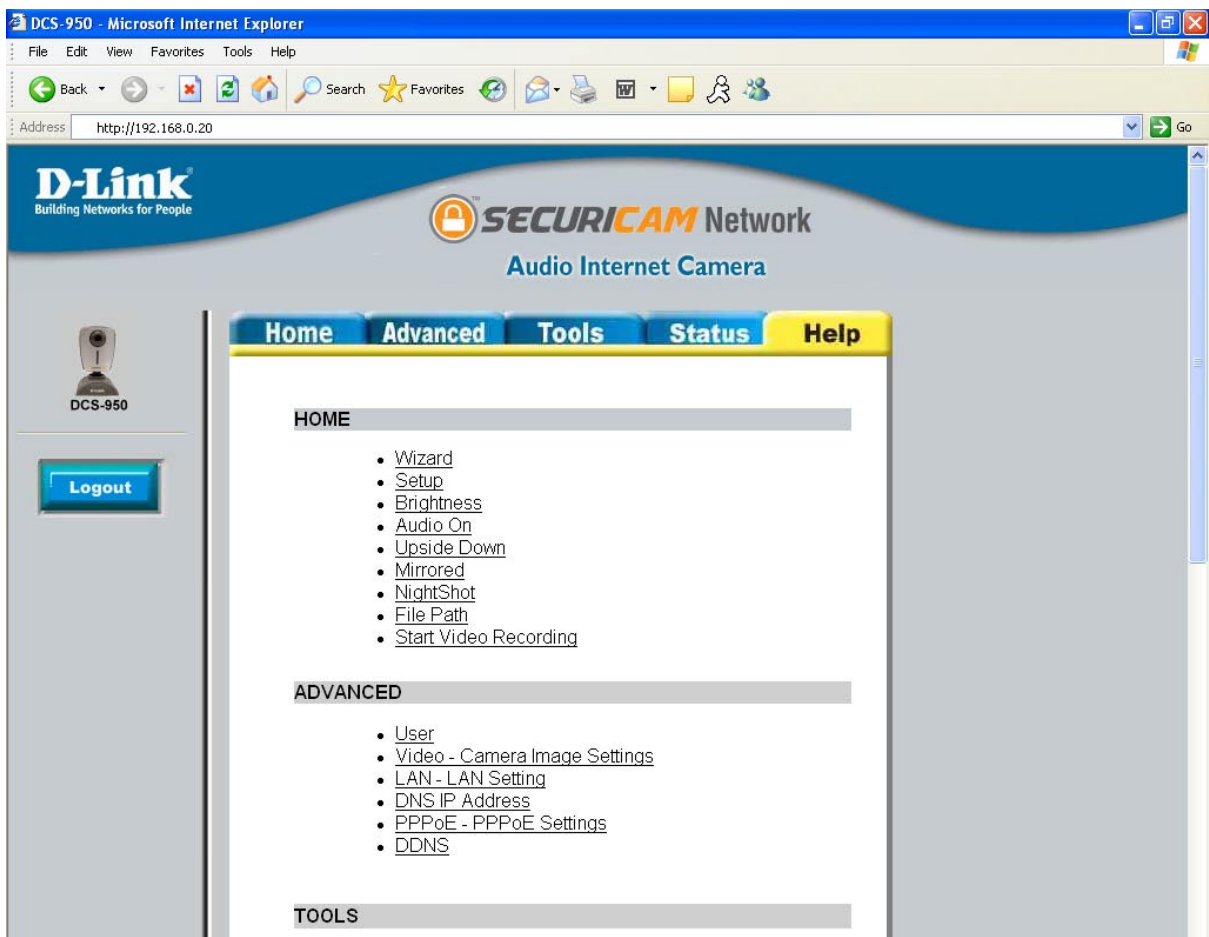 DCS-950 - Microsoft Internet Explorer
File Edit View Favorites Tools Help
Back Search Favorites
Address http://192.168.0.20 Go
D-Link®
Building Networks for People
SECURICAM™ Network
Audio Internet Camera
Home Advanced Tools Status Help
DCS-950
Logout
HOME
• Wizard
• Setup
• Brightness
• Audio On
• Upside Down
• Mirrored
• NightShot
• File Path
• Start Video Recording
ADVANCED
• User
• Video - Camera Image Settings
• LAN - LAN Setting
• DNS IP Address
• PPPoE - PPPoE Settings
• DDNS
TOOLS